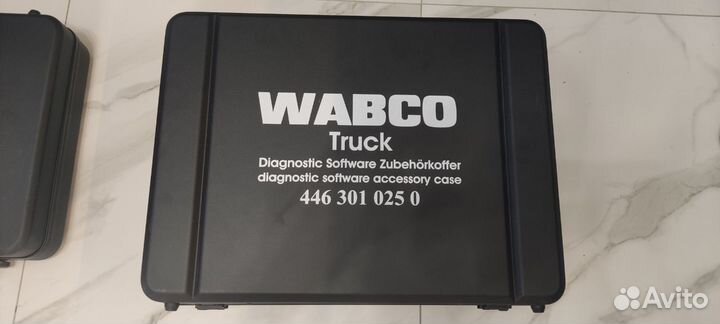 WABCO
Truck
Diagnostic Software Zubehörkoffer
diagnostic software accessory case
446 301 025 0
Avito